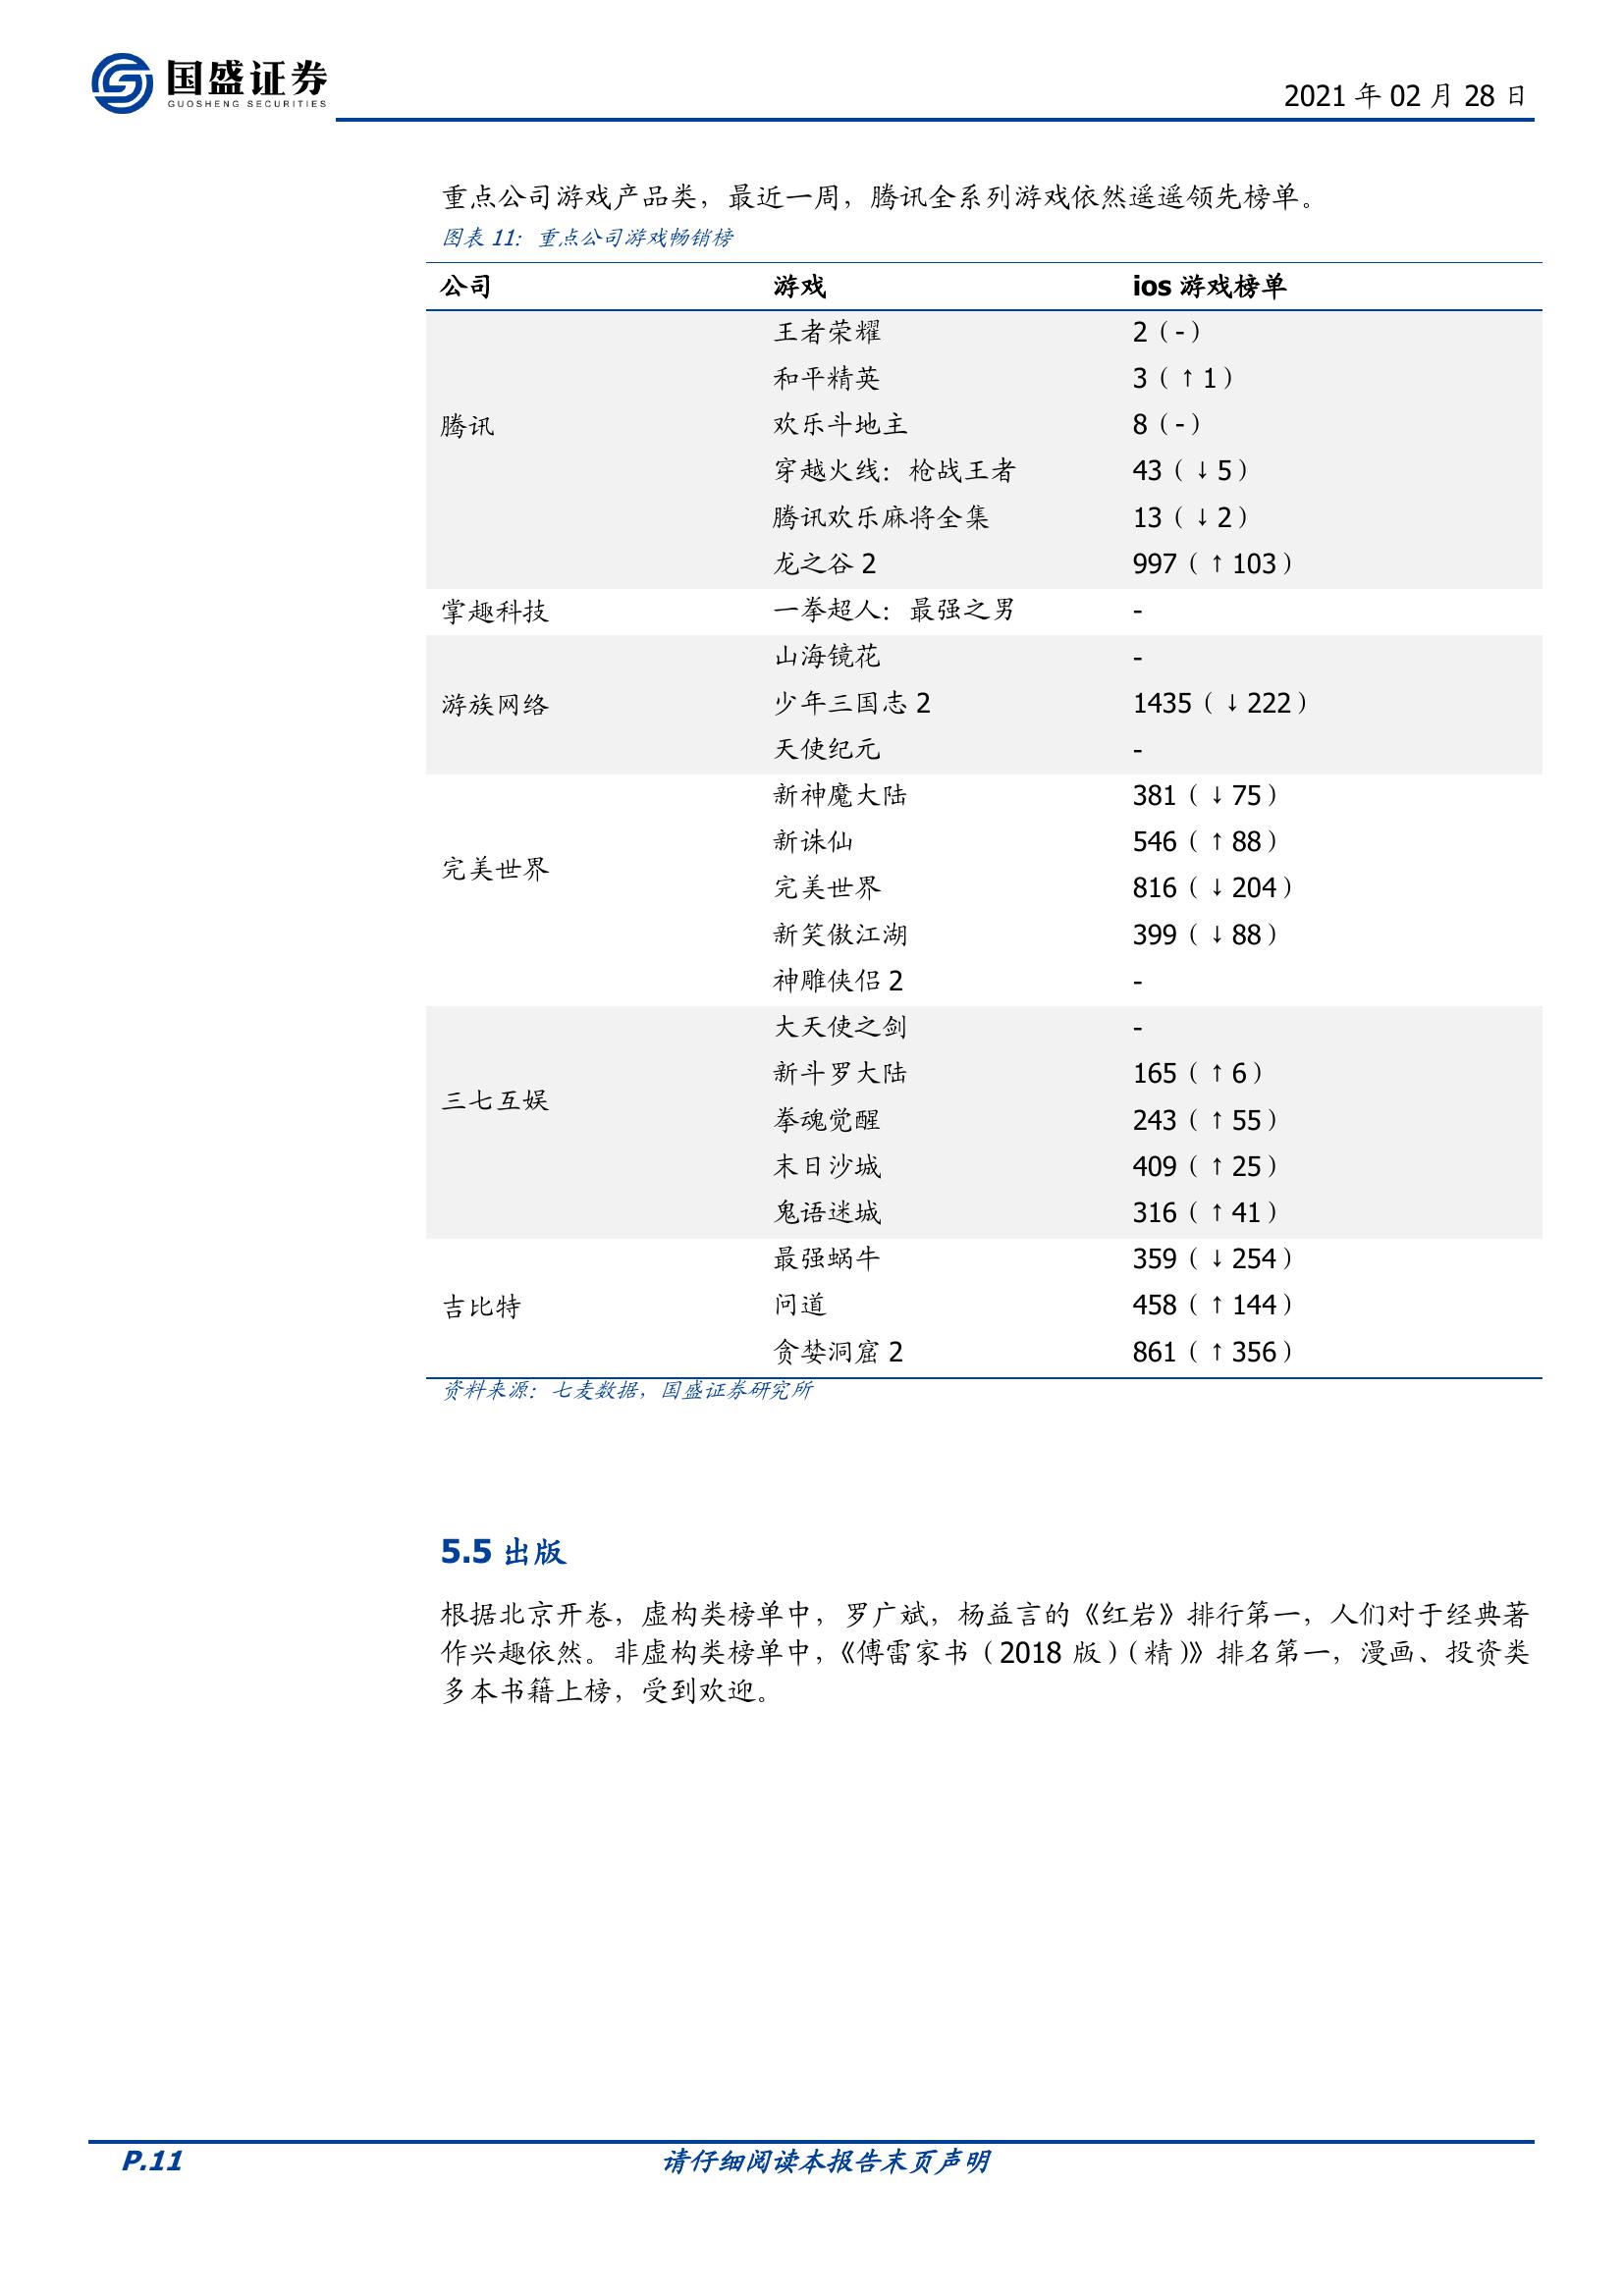 国盛证券
GUOSHENG SECURITIES
2021 年 02 月 28 日
重点公司游戏产品类，最近一周，腾讯全系列游戏依然遥遥领先榜单。
图表 11：重点公司游戏畅销榜
公司 游戏 ios 游戏榜单
腾讯
王者荣耀 2（-）
和平精英 3（↑1）
欢乐斗地主 8（-）
穿越火线：枪战王者 43（↓5）
腾讯欢乐麻将全集 13（↓2）
龙之谷 2 997（↑103）
掌趣科技 一拳超人：最强之男 -
游族网络
山海镜花 -
少年三国志 2 1435（↓222）
天使纪元 -
完美世界
新神魔大陆 381（↓75）
新诛仙 546（↑88）
完美世界 816（↓204）
新笑傲江湖 399（↓88）
神雕侠侣 2 -
三七互娱
大天使之剑 -
新斗罗大陆 165（↑6）
拳魂觉醒 243（↑55）
末日沙城 409（↑25）
鬼语迷城 316（↑41）
吉比特
最强蜗牛 359（↓254）
问道 458（↑144）
贪婪洞窟 2 861（↑356）
资料来源：七麦数据，国盛证券研究所
5.5 出版
根据北京开卷，虚构类榜单中，罗广斌，杨益言的《红岩》排行第一，人们对于经典著
作兴趣依然。非虚构类榜单中，《傅雷家书（2018 版）（精）》排名第一，漫画、投资类
多本书籍上榜，受到欢迎。
P.11 请仔细阅读本报告末页声明